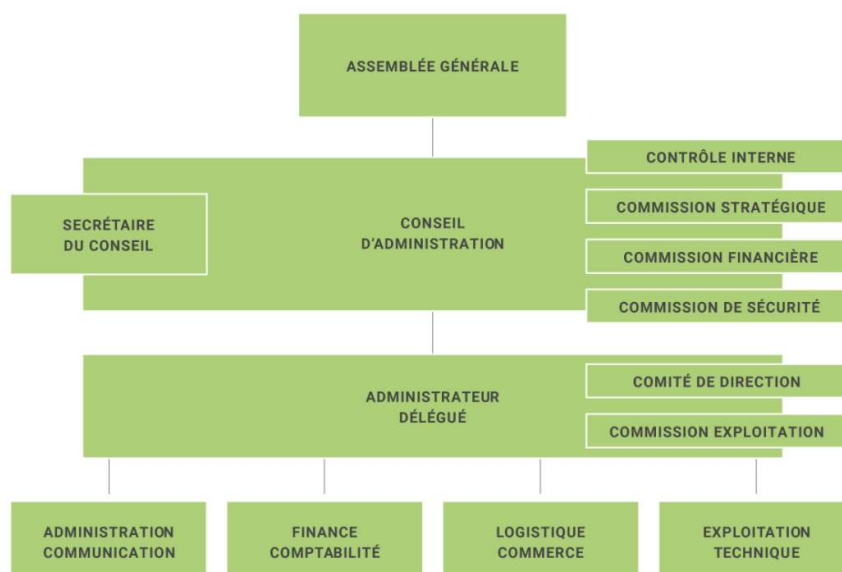 ASSEMBLÉE GÉNÉRALE
CONTRÔLE INTERNE
COMMISSION STRATÉGIQUE
SECRÉTAIRE
DU CONSEIL
CONSEIL
D'ADMINISTRATION
COMMISSION FINANCIÈRE
COMMISSION DE SÉCURITÉ
ADMINISTRATEUR
DÉLÉGUÉ
COMITÉ DE DIRECTION
COMMISSION EXPLOITATION
ADMINISTRATION
COMMUNICATION
FINANCE
COMPTABILITÉ
LOGISTIQUE
COMMERCE
EXPLOITATION
TECHNIQUE